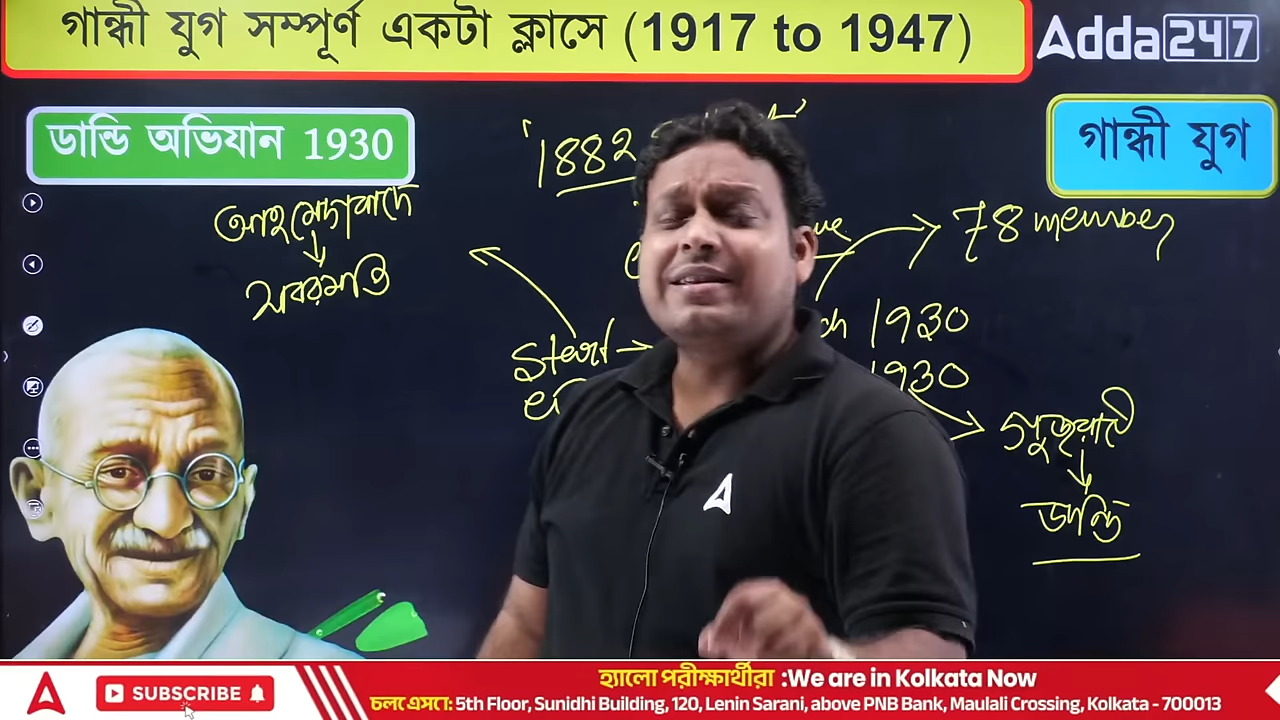 গান্ধী যুগ সম্পূর্ণ একটা ক্লাসে (1917 to 1947)
Adda247
ডান্ডি অভিযান 1930
গান্ধী যুগ
1882
আহমেদাবাদে
সবরমতি
78 member
Start → ch 1930
1930
গুজরাটে
ডান্ডি
SUBSCRIBE
হ্যালো পরীক্ষার্থীরা :We are in Kolkata Now
চলে এসো: 5th Floor, Sunidhi Building, 120, Lenin Sarani, above PNB Bank, Maulali Crossing, Kolkata - 700013